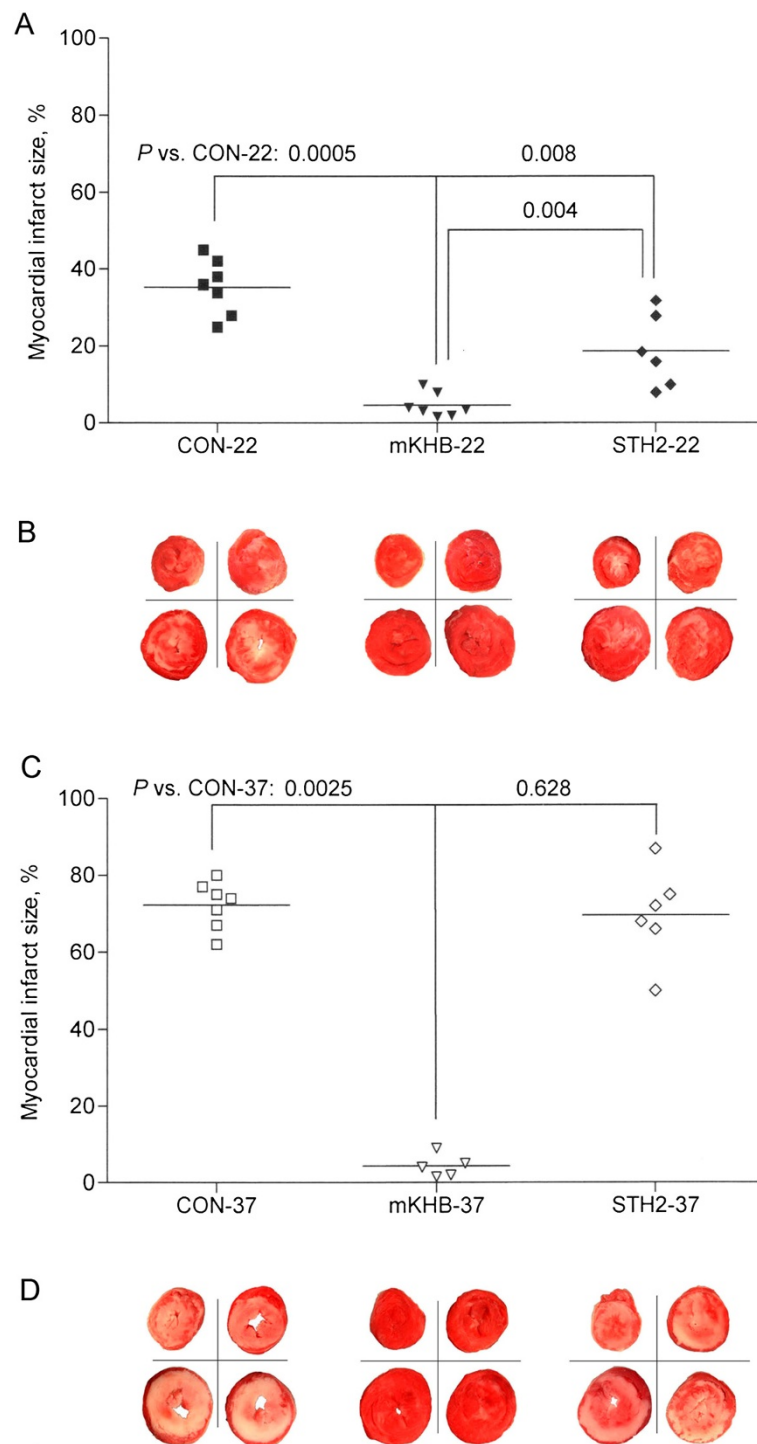 A
Myocardial infarct size, %
100
80
60
40
20
0
P vs. CON-22: 0.0005
0.008
0.004
CON-22
mKHB-22
STH2-22
B
C
Myocardial infarct size, %
100
80
60
40
20
0
P vs. CON-37: 0.0025
0.628
CON-37
mKHB-37
STH2-37
D